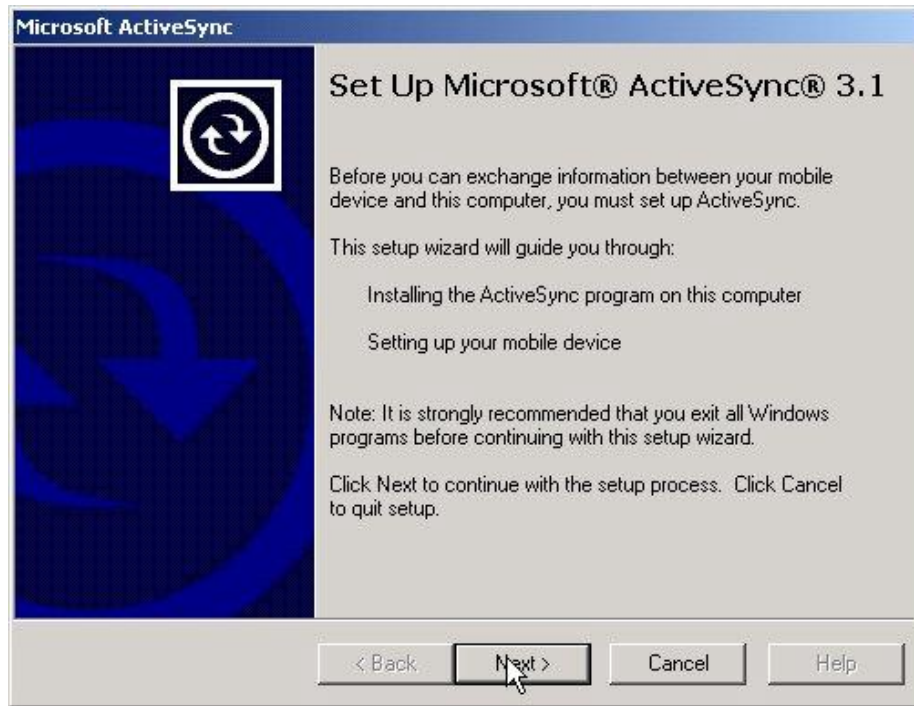 Microsoft ActiveSync
Set Up Microsoft® ActiveSync® 3.1
Before you can exchange information between your mobile
device and this computer, you must set up ActiveSync.
This setup wizard will guide you through:
Installing the ActiveSync program on this computer
Setting up your mobile device
Note: It is strongly recommended that you exit all Windows
programs before continuing with this setup wizard.
Click Next to continue with the setup process.  Click Cancel
to quit setup.
< Back
Next >
Cancel
Help